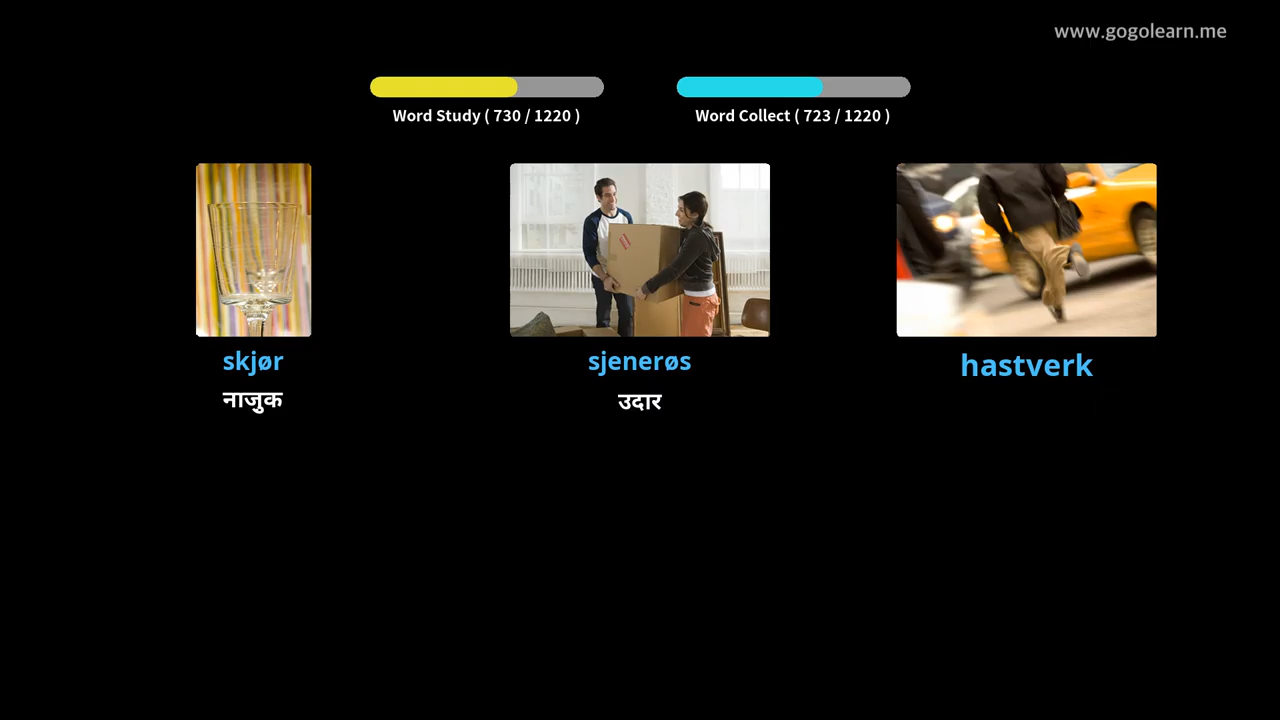 www.gogolearn.me
Word Study ( 730 / 1220 )
Word Collect ( 723 / 1220 )
skjør
नाजुक
sjenerøs
उदार
hastverk